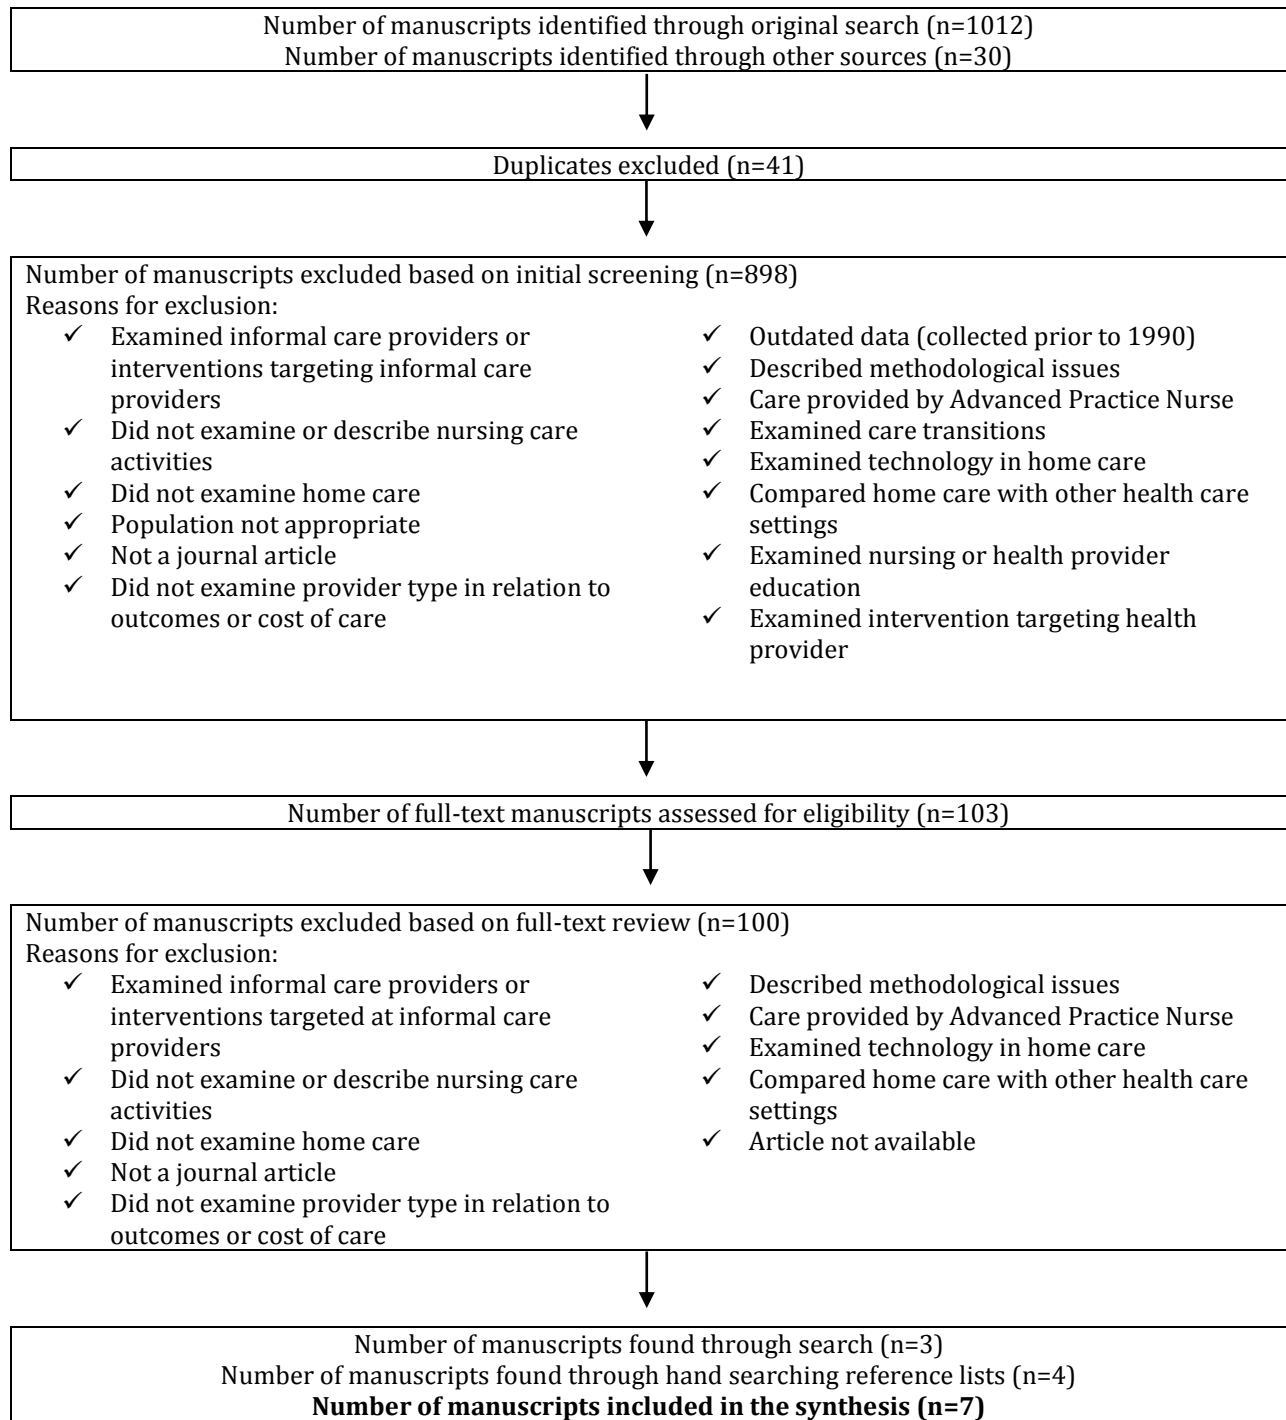 Number of manuscripts identified through original search (n=1012)
Number of manuscripts identified through other sources (n=30)
Duplicates excluded (n=41)
Number of manuscripts excluded based on initial screening (n=898)
Reasons for exclusion:
✓ Examined informal care providers or
interventions targeting informal care
providers
✓ Did not examine or describe nursing care
activities
✓ Did not examine home care
✓ Population not appropriate
✓ Not a journal article
✓ Did not examine provider type in relation to
outcomes or cost of care
✓ Outdated data (collected prior to 1990)
✓ Described methodological issues
✓ Care provided by Advanced Practice Nurse
✓ Examined care transitions
✓ Examined technology in home care
✓ Compared home care with other health care
settings
✓ Examined nursing or health provider
education
✓ Examined intervention targeting health
provider
Number of full-text manuscripts assessed for eligibility (n=103)
Number of manuscripts excluded based on full-text review (n=100)
Reasons for exclusion:
✓ Examined informal care providers or
interventions targeted at informal care
providers
✓ Did not examine or describe nursing care
activities
✓ Did not examine home care
✓ Not a journal article
✓ Did not examine provider type in relation to
outcomes or cost of care
✓ Described methodological issues
✓ Care provided by Advanced Practice Nurse
✓ Examined technology in home care
✓ Compared home care with other health care
settings
✓ Article not available
Number of manuscripts found through search (n=3)
Number of manuscripts found through hand searching reference lists (n=4)
Number of manuscripts included in the synthesis (n=7)